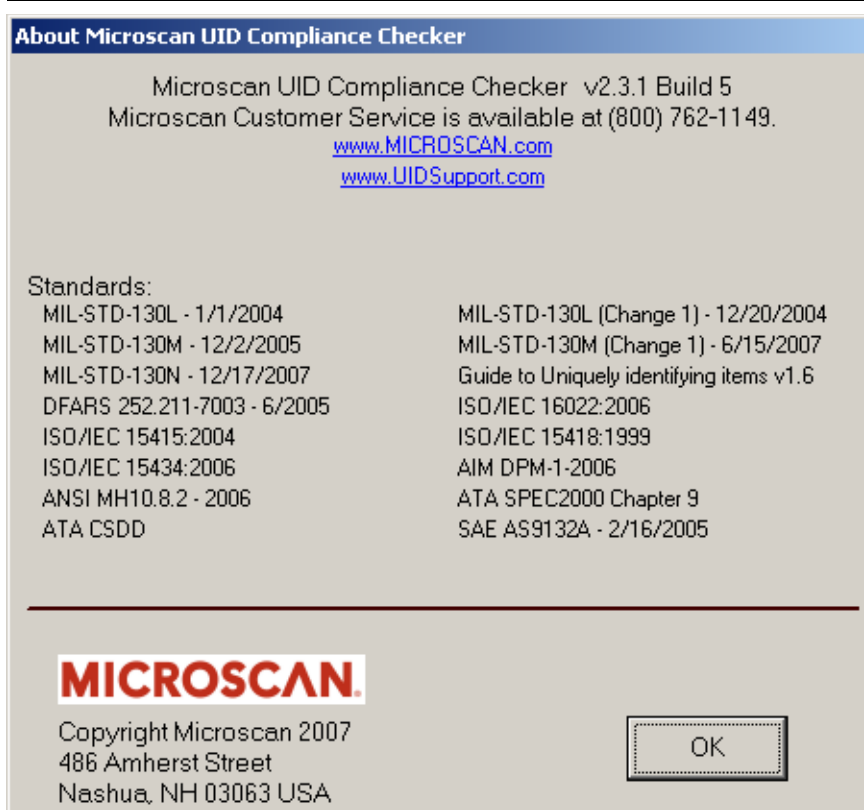 About Microscan UID Compliance Checker
Microscan UID Compliance Checker v2.3.1 Build 5
Microscan Customer Service is available at (800) 762-1149.
www.MICROSCAN.com
www.UIDSupport.com
Standards:
MIL-STD-130L - 1/1/2004
MIL-STD-130L (Change 1) - 12/20/2004
MIL-STD-130M - 12/2/2005
MIL-STD-130M (Change 1) - 6/15/2007
MIL-STD-130N - 12/17/2007
Guide to Uniquely identifying items v1.6
DFARS 252.211-7003 - 6/2005
ISO/IEC 16022:2006
ISO/IEC 15415:2004
ISO/IEC 15418:1999
ISO/IEC 15434:2006
AIM DPM-1-2006
ANSI MH10.8.2 - 2006
ATA SPEC2000 Chapter 9
ATA CSDD
SAE AS9132A - 2/16/2005
MICROSCAN.
Copyright Microscan 2007
486 Amherst Street
Nashua, NH 03063 USA
OK